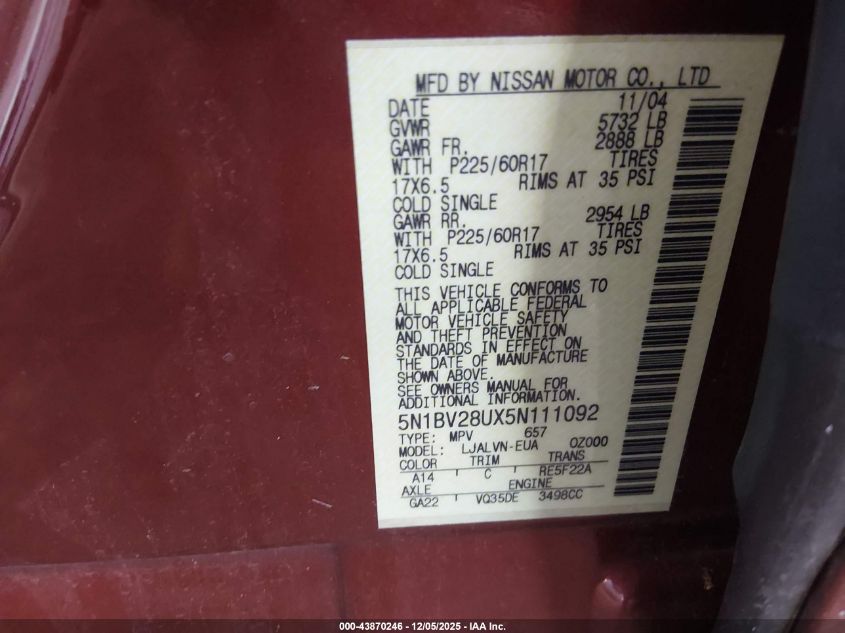 MFD BY NISSAN MOTOR CO., LTD
DATE 11/04
GVWR 5732 LB
GAWR FR. 2888 LB
WITH P225/60R17 TIRES
17X6.5 RIMS AT 35 PSI
COLD SINGLE
GAWR RR. 2954 LB
WITH P225/60R17 TIRES
17X6.5 RIMS AT 35 PSI
COLD SINGLE
THIS VEHICLE CONFORMS TO
ALL APPLICABLE FEDERAL
MOTOR VEHICLE SAFETY
AND THEFT PREVENTION
STANDARDS IN EFFECT ON
THE DATE OF MANUFACTURE
SHOWN ABOVE.
SEE OWNERS MANUAL FOR
ADDITIONAL INFORMATION.
5N1BV28UX5N111092
TYPE: MPV 657
MODEL: LJALVN-EUA 0Z000
COLOR TRIM TRANS
A14 C RE5F22A
AXLE ENGINE
GA22 VQ35DE 3498CC
000-43870246 - 12/05/2025 - IAA Inc.